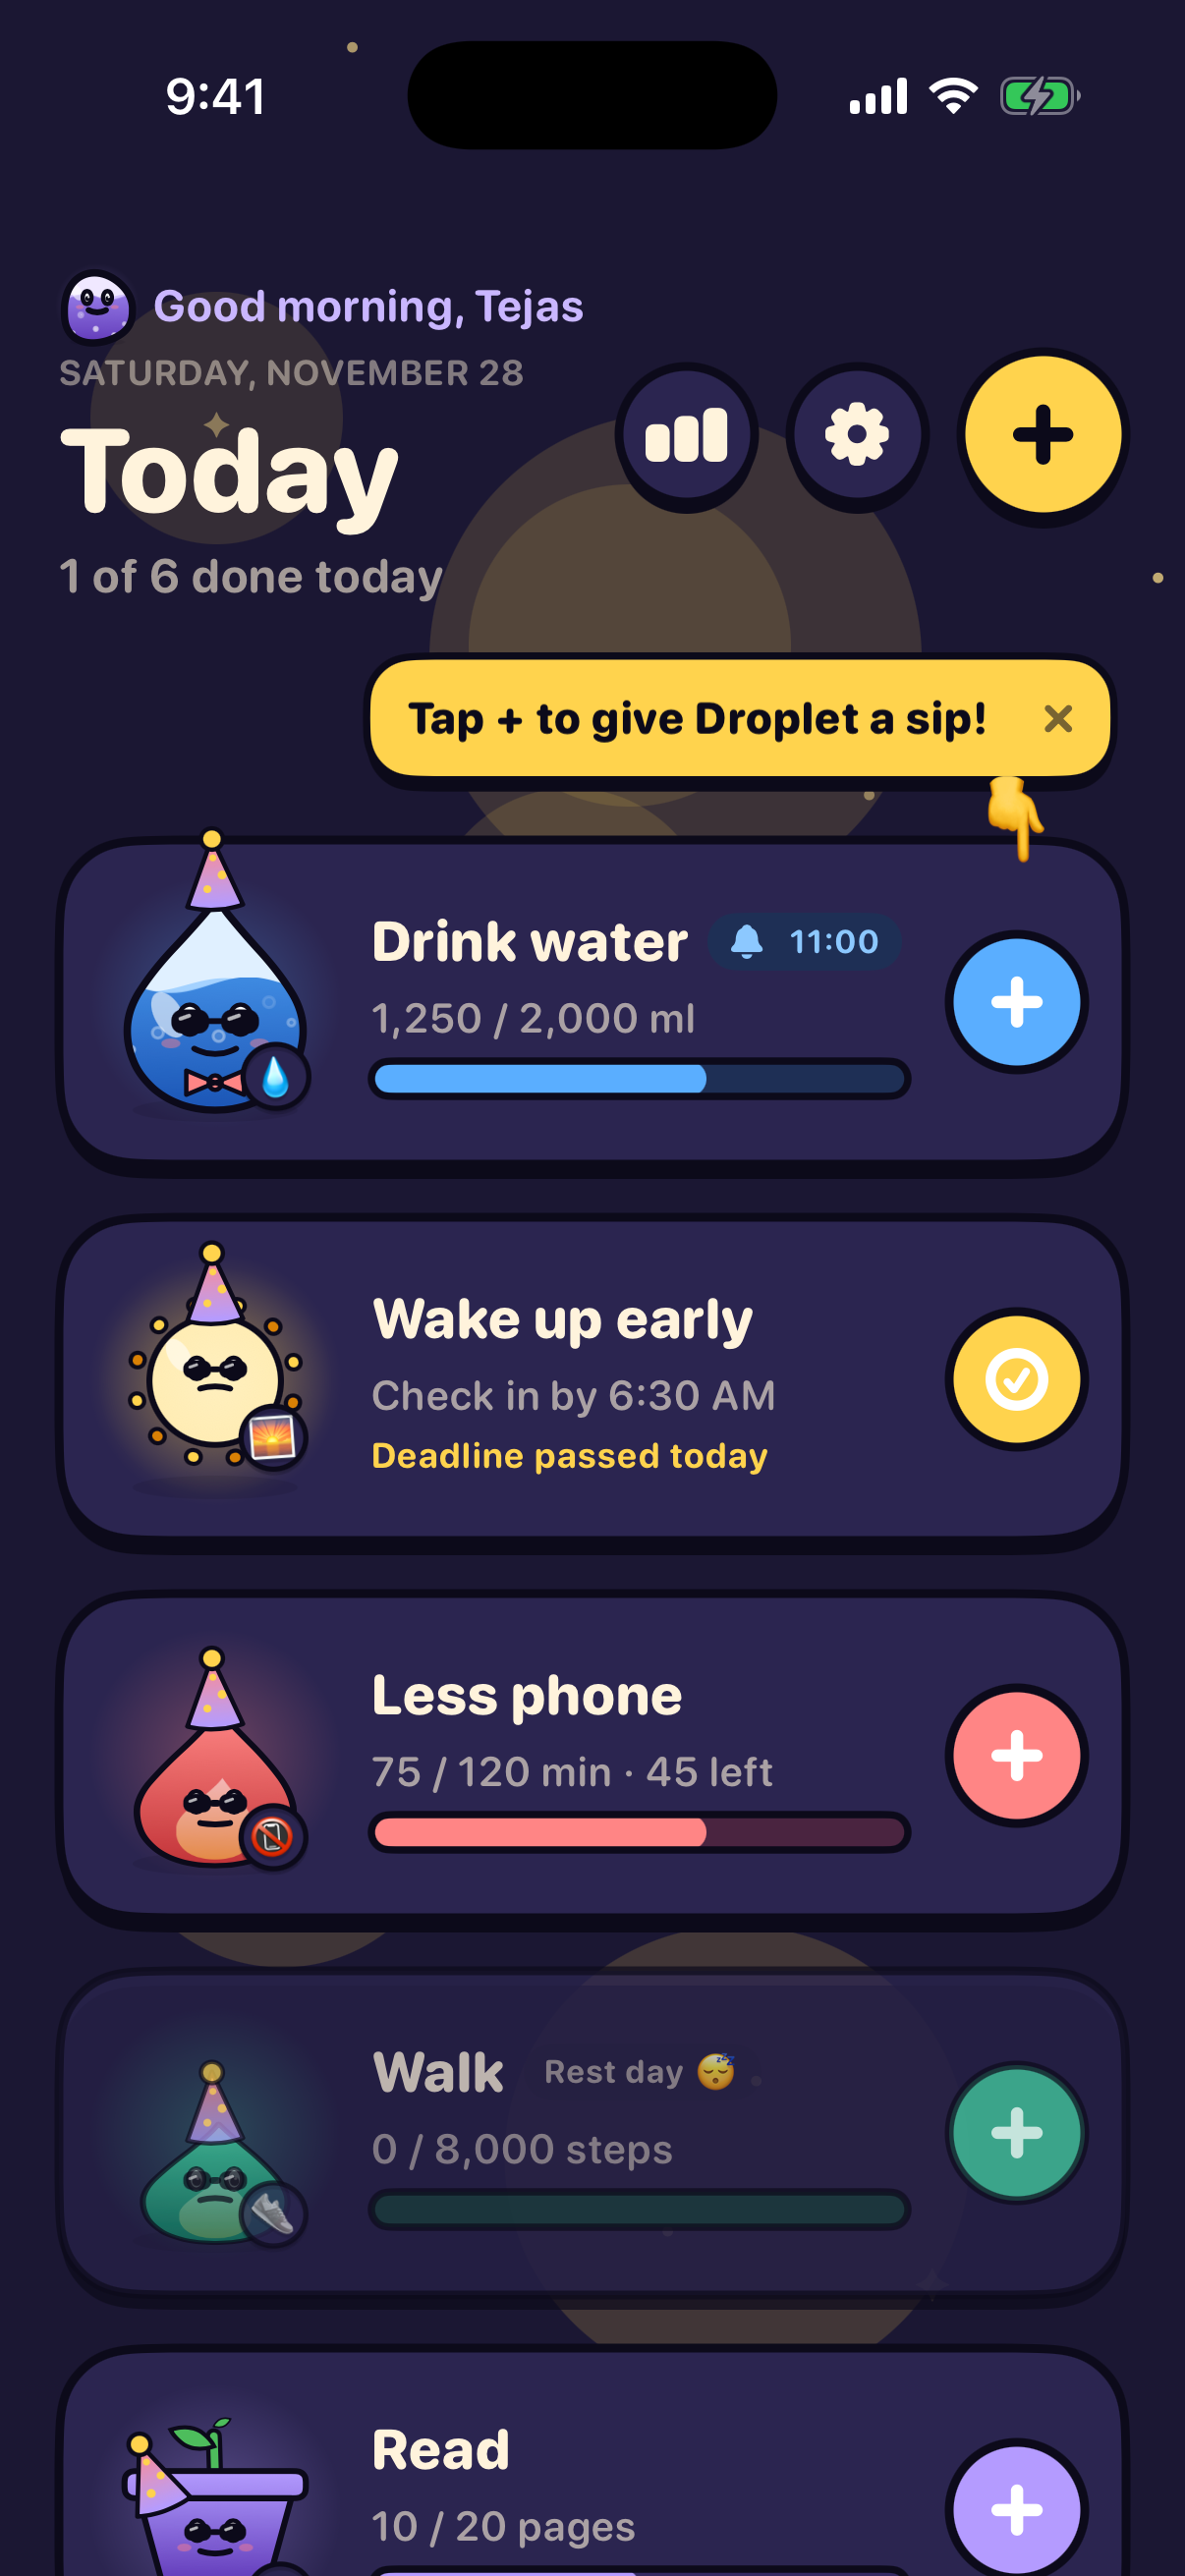 9:41
Good morning, Tejas
SATURDAY, NOVEMBER 28
Today
1 of 6 done today
Tap + to give Droplet a sip!
Drink water 11:00
1,250 / 2,000 ml
Wake up early
Check in by 6:30 AM
Deadline passed today
Less phone
75 / 120 min · 45 left
Walk Rest day 😴
0 / 8,000 steps
Read
10 / 20 pages